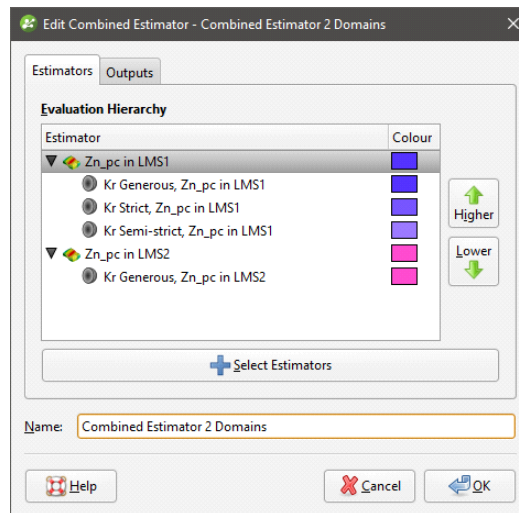 Edit Combined Estimator - Combined Estimator 2 Domains
Estimators Outputs
Evaluation Hierarchy
Estimator Colour
Zn_pc in LMS1
Kr Generous, Zn_pc in LMS1
Kr Strict, Zn_pc in LMS1
Kr Semi-strict, Zn_pc in LMS1
Zn_pc in LMS2
Kr Generous, Zn_pc in LMS2
Higher
Lower
Select Estimators
Name: Combined Estimator 2 Domains
Help Cancel OK